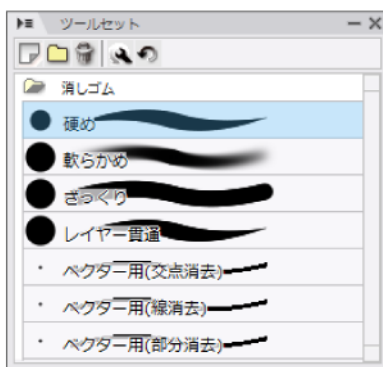 ツールセット
消しゴム
硬め
軟らかめ
ざっくり
レイヤー貫通
ベクター用(交点消去)
ベクター用(線消去)
ベクター用(部分消去)